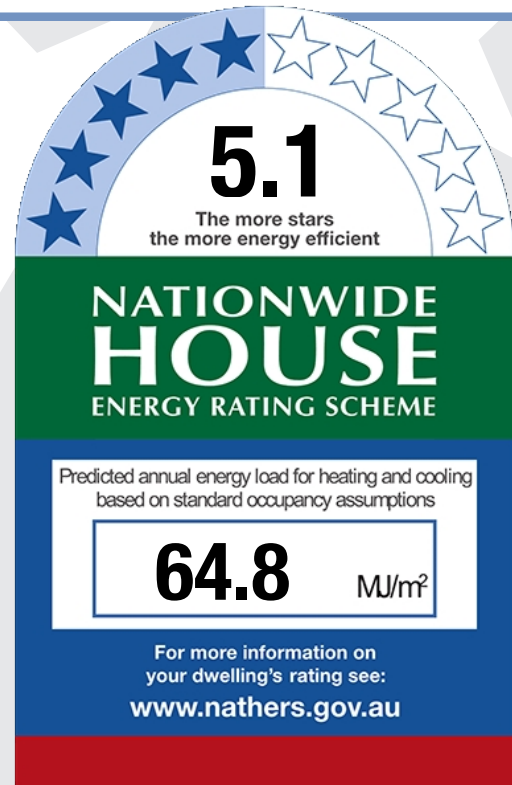 5.1
The more stars
the more energy efficient
NATIONWIDE
HOUSE
ENERGY RATING SCHEME
Predicted annual energy load for heating and cooling
based on standard occupancy assumptions
64.8 MJ/m²
For more information on
your dwelling's rating see:
www.nathers.gov.au